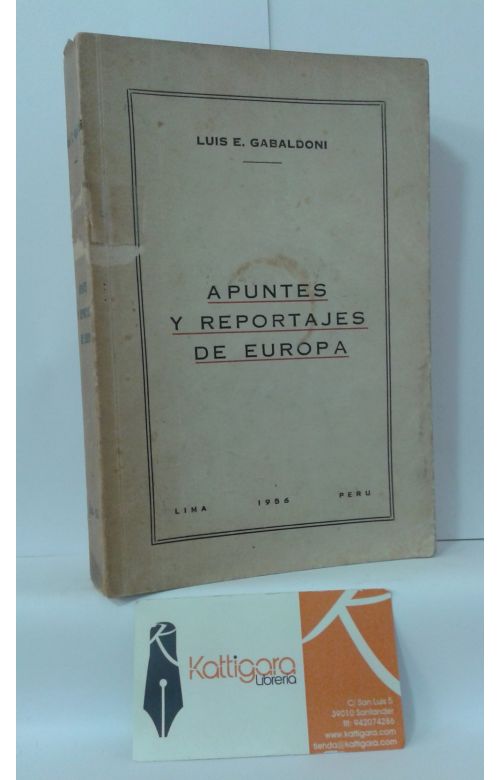 LUIS E. GABALDONI
APUNTES
Y REPORTAJES
DE EUROPA
LIMA 1956 PERU
Kattigara
Librería
C/ San Luis 5
39010 Santander
tlf: 942074286
www.kattigara.com
tienda@kattigara.com